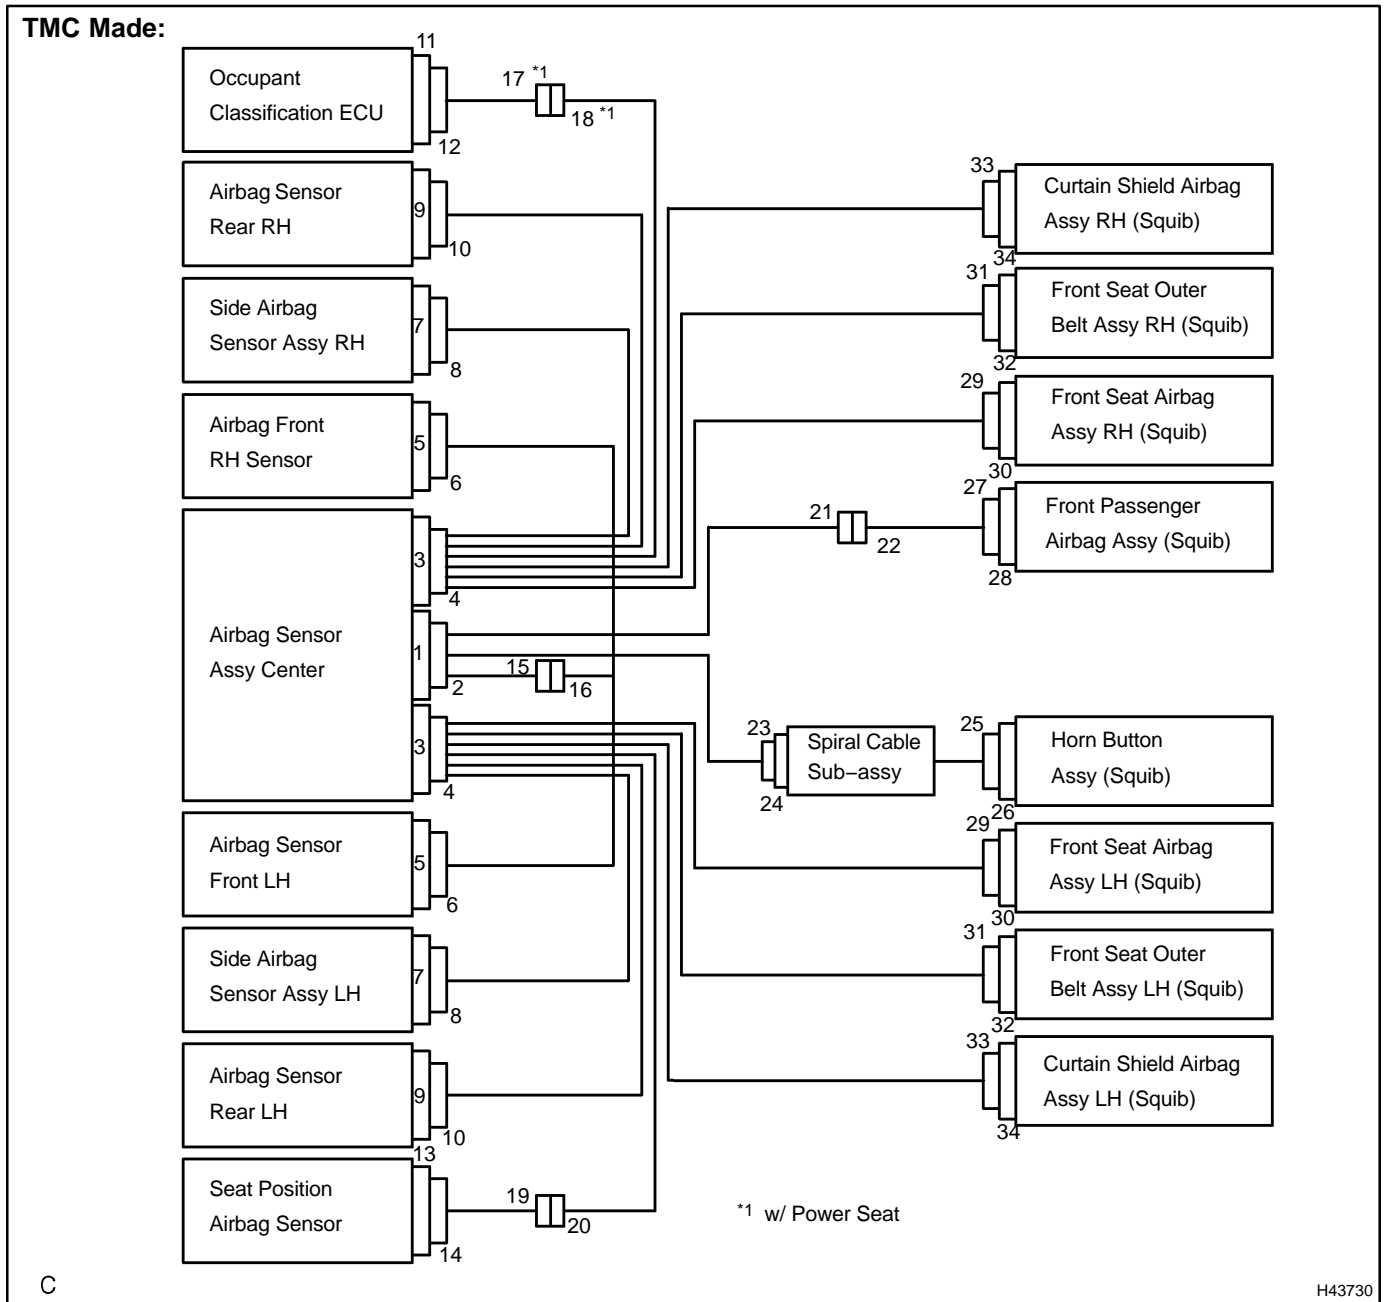 TMC Made:
11
Occupant
Classification ECU
12
17 *1
18 *1
Airbag Sensor
Rear RH
9
10
Side Airbag
Sensor Assy RH
7
8
Airbag Front
RH Sensor
5
6
3
4
Airbag Sensor
Assy Center
1
2
15
16
3
4
Airbag Sensor
Front LH
5
6
Side Airbag
Sensor Assy LH
7
8
Airbag Sensor
Rear LH
9
10
13
Seat Position
Airbag Sensor
14
19
20
33
Curtain Shield Airbag
Assy RH (Squib)
34
31
Front Seat Outer
Belt Assy RH (Squib)
32
29
Front Seat Airbag
Assy RH (Squib)
30
21
22
27
Front Passenger
Airbag Assy (Squib)
28
23
Spiral Cable
Sub-assy
24
25
Horn Button
Assy (Squib)
26
29
Front Seat Airbag
Assy LH (Squib)
30
31
Front Seat Outer
Belt Assy LH (Squib)
32
33
Curtain Shield Airbag
Assy LH (Squib)
34
*1 w/ Power Seat
C
H43730